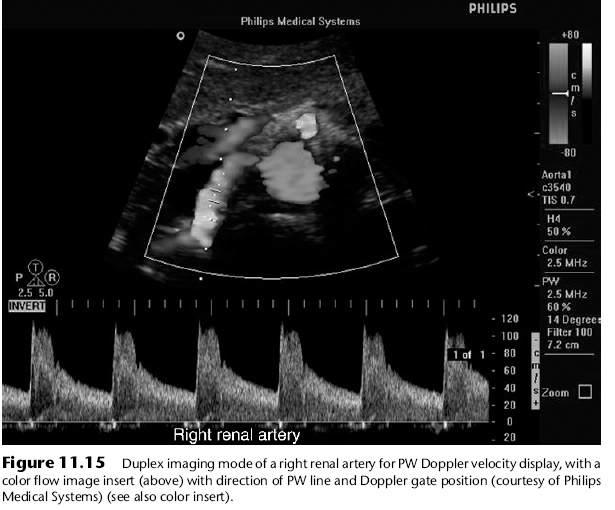 PHILIPS
Philips Medical Systems
+80
c
m
/
s
-80
Aorta1
c3540
TIS 0.7
H4
50 %
Color
2.5 MHz
PW
2.5 MHz
60 %
14 Degrees
Filter 100
7.2 cm
Zoom
T
P R
2.5 5.0
INVERT
120
100
80
60
40
20
0
20
-
c
m
/
s
+
1 of 1
Right renal artery
Figure 11.15 Duplex imaging mode of a right renal artery for PW Doppler velocity display, with a
color flow image insert (above) with direction of PW line and Doppler gate position (courtesy of Philips
Medical Systems) (see also color insert).